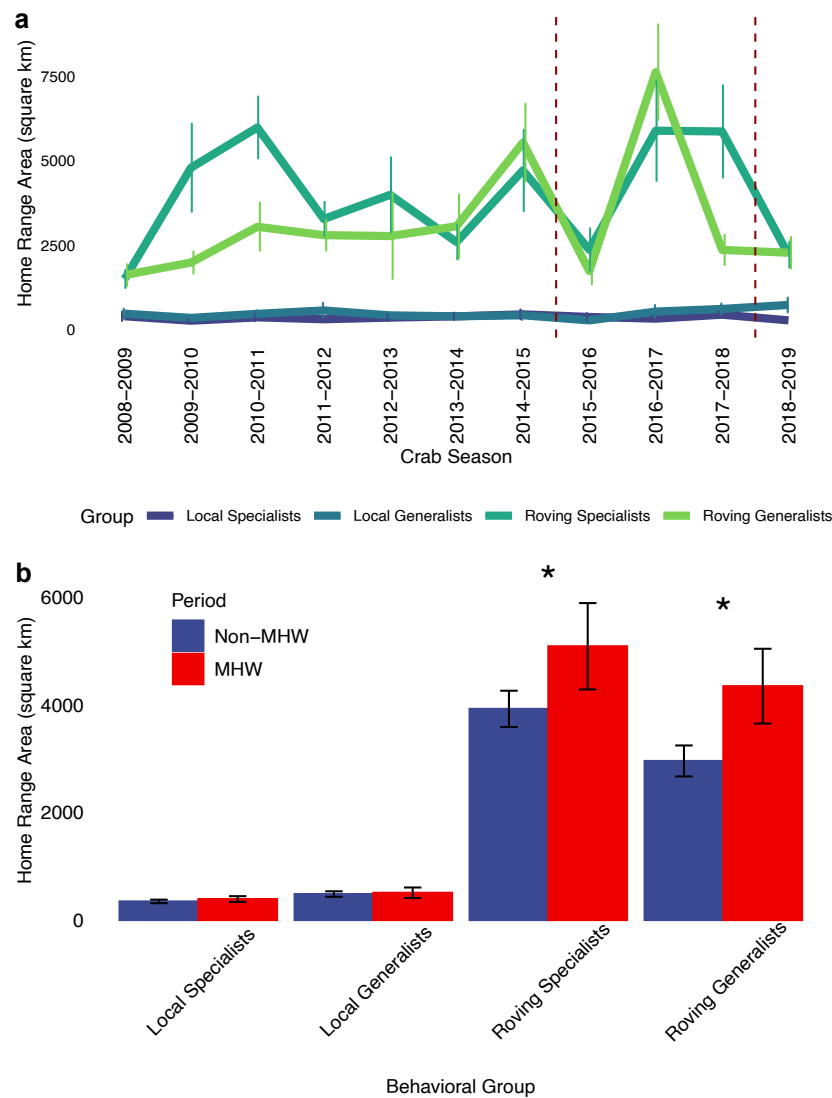 a
Home Range Area (square km)
7500
5000
2500
0
2008–2009
2009–2010
2010–2011
2011–2012
2012–2013
2013–2014
2014–2015
2015–2016
2016–2017
2017–2018
2018–2019
Crab Season
Group Local Specialists Local Generalists Roving Specialists Roving Generalists
b
Home Range Area (square km)
6000
4000
2000
0
Period
Non−MHW
MHW
*
*
Local Specialists
Local Generalists
Roving Specialists
Roving Generalists
Behavioral Group